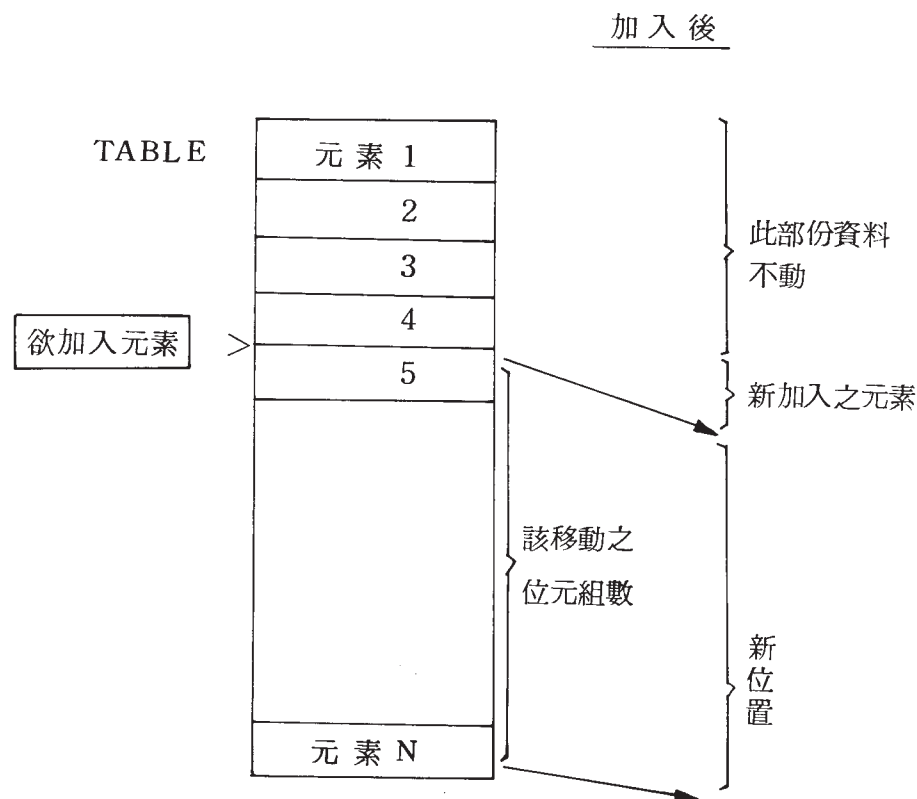 加入後
TABLE
元素 1
2
3
4
5
欲加入元素
>
此部份資料
不動
新加入之元素
該移動之
位元組數
新
位
置
元素 N